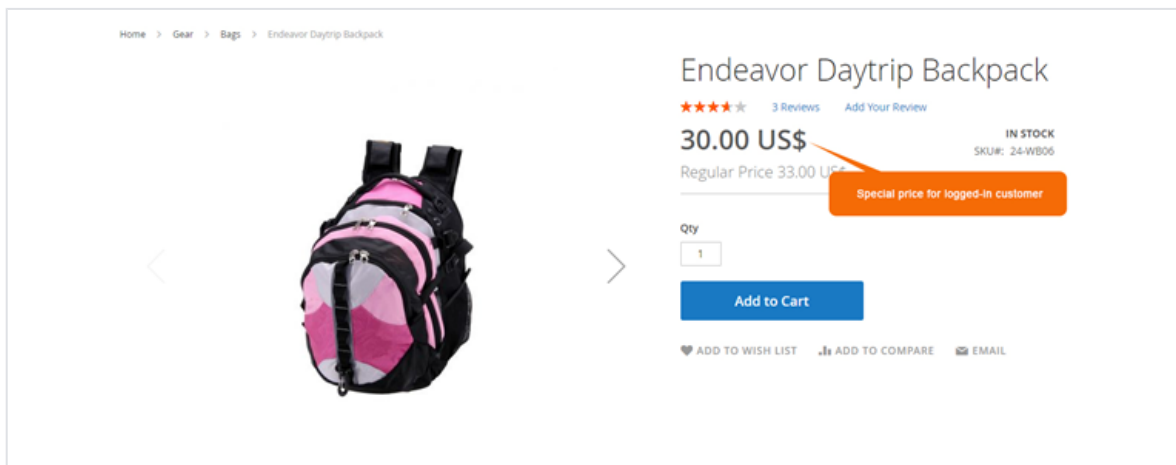 Home > Gear > Bags > Endeavor Daytrip Backpack
Endeavor Daytrip Backpack
3 Reviews Add Your Review
30.00 US$
IN STOCK
SKU#: 24-WB06
Regular Price 33.00 US$
Special price for logged-in customer
Qty
1
Add to Cart
ADD TO WISH LIST ADD TO COMPARE EMAIL